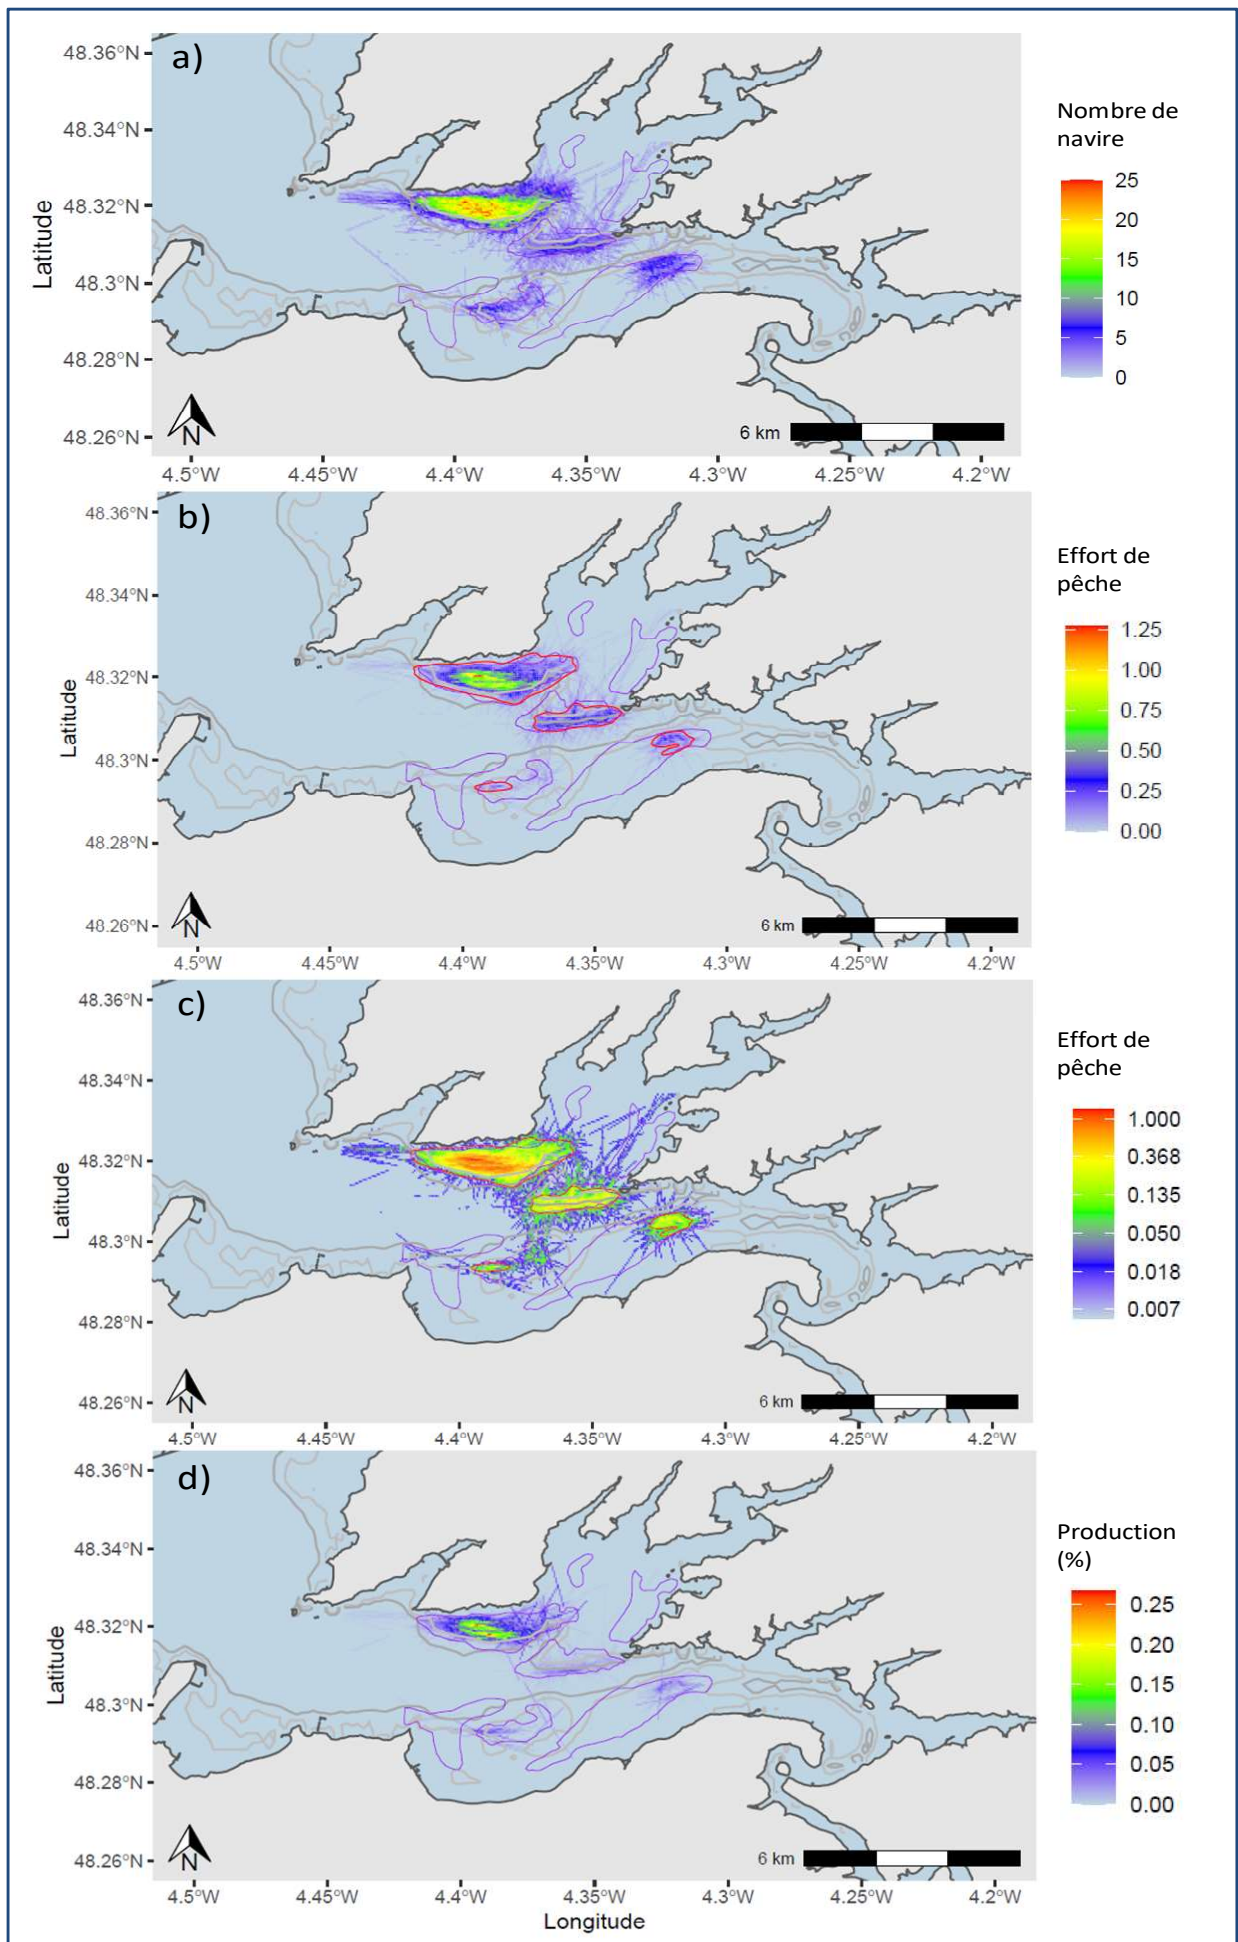 a)
48.36°N
48.34°N
48.32°N
48.3°N
48.28°N
48.26°N
Latitude
N
6 km
4.5°W 4.45°W 4.4°W 4.35°W 4.3°W 4.25°W 4.2°W
Nombre de
navire
25
20
15
10
5
0
b)
48.36°N
48.34°N
48.32°N
48.3°N
48.28°N
48.26°N
Latitude
N
6 km
4.5°W 4.45°W 4.4°W 4.35°W 4.3°W 4.25°W 4.2°W
Effort de
pêche
1.25
1.00
0.75
0.50
0.25
0.00
c)
48.36°N
48.34°N
48.32°N
48.3°N
48.28°N
48.26°N
Latitude
N
6 km
4.5°W 4.45°W 4.4°W 4.35°W 4.3°W 4.25°W 4.2°W
Effort de
pêche
1.000
0.368
0.135
0.050
0.018
0.007
d)
48.36°N
48.34°N
48.32°N
48.3°N
48.28°N
48.26°N
Latitude
N
6 km
4.5°W 4.45°W 4.4°W 4.35°W 4.3°W 4.25°W 4.2°W
Longitude
Production
(%)
0.25
0.20
0.15
0.10
0.05
0.00